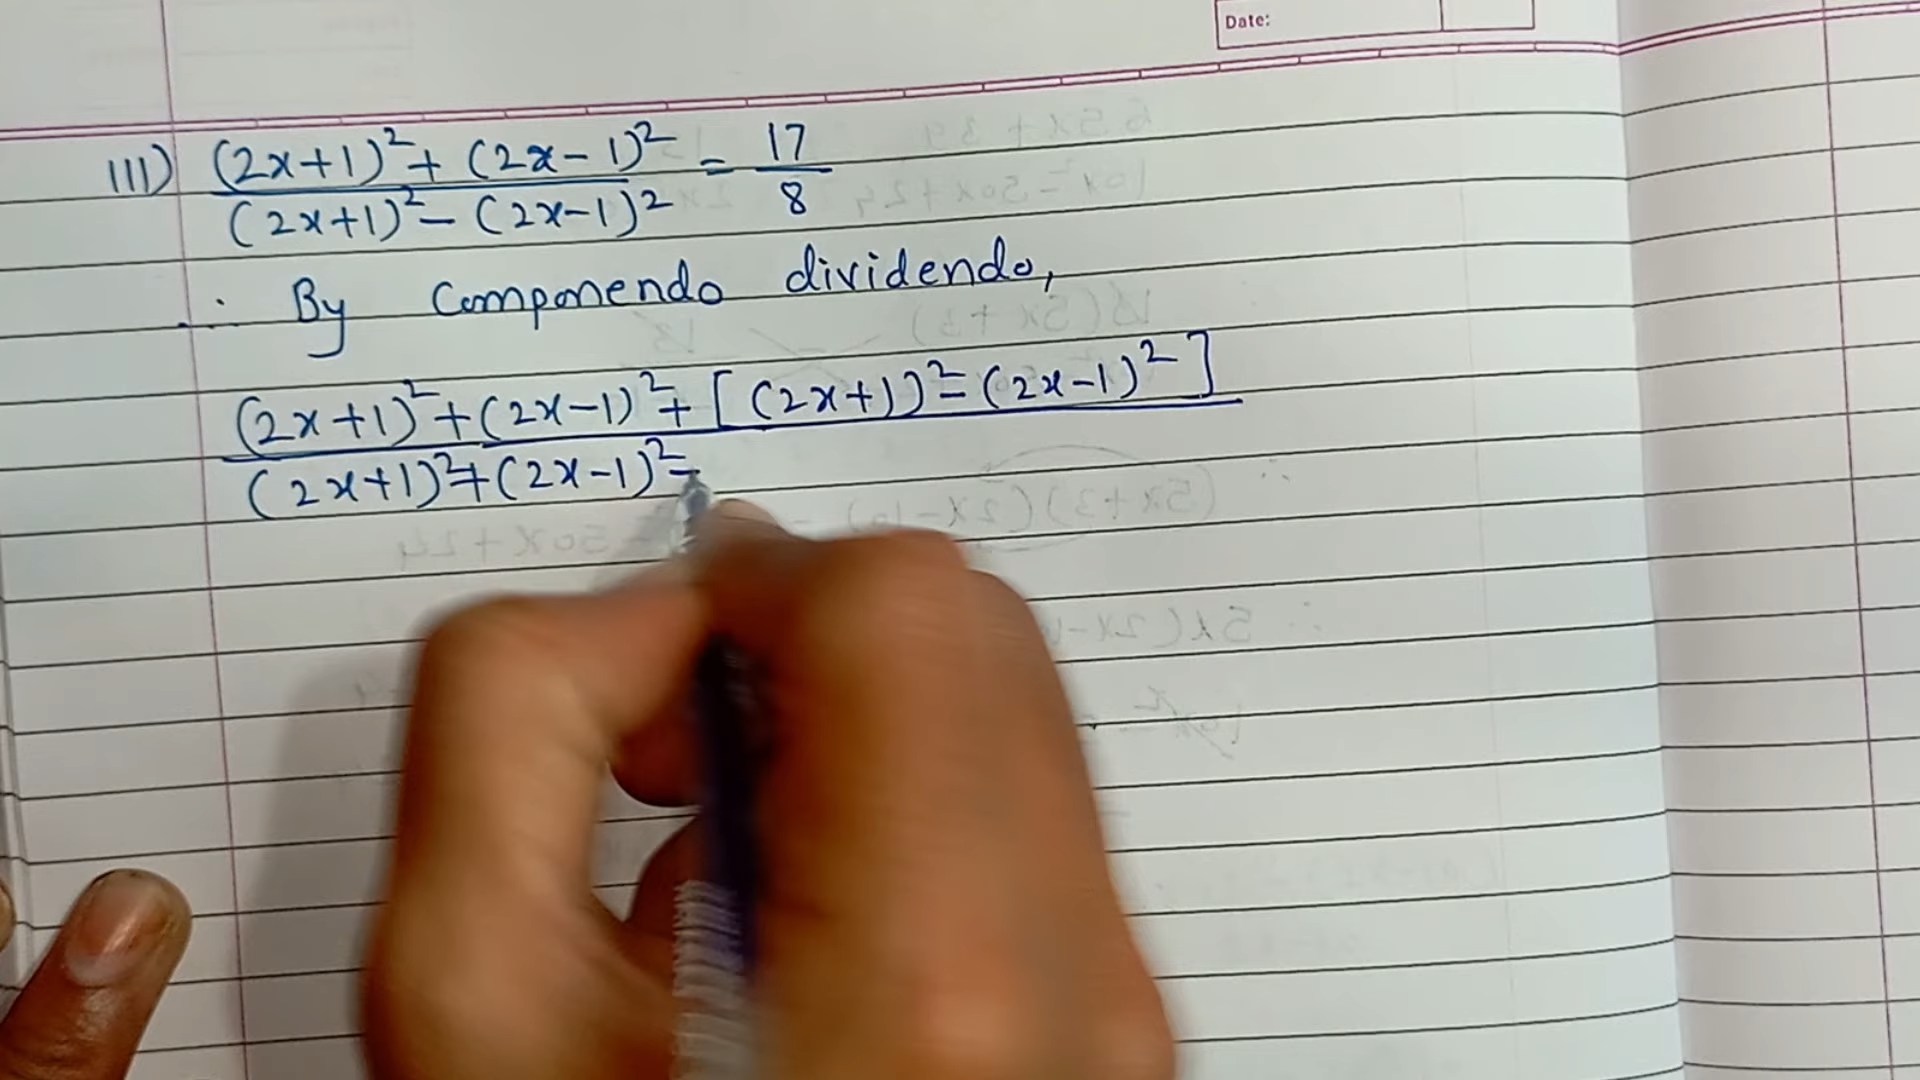 Date:
III) (2x+1)²+ (2x-1)² = 17
(2x+1)²- (2x-1)² 8
∴ By Componendo dividendo,
(2x+1)²+(2x-1)²+ [(2x+1)²-(2x-1)²]
(2x+1)²+(2x-1)²-